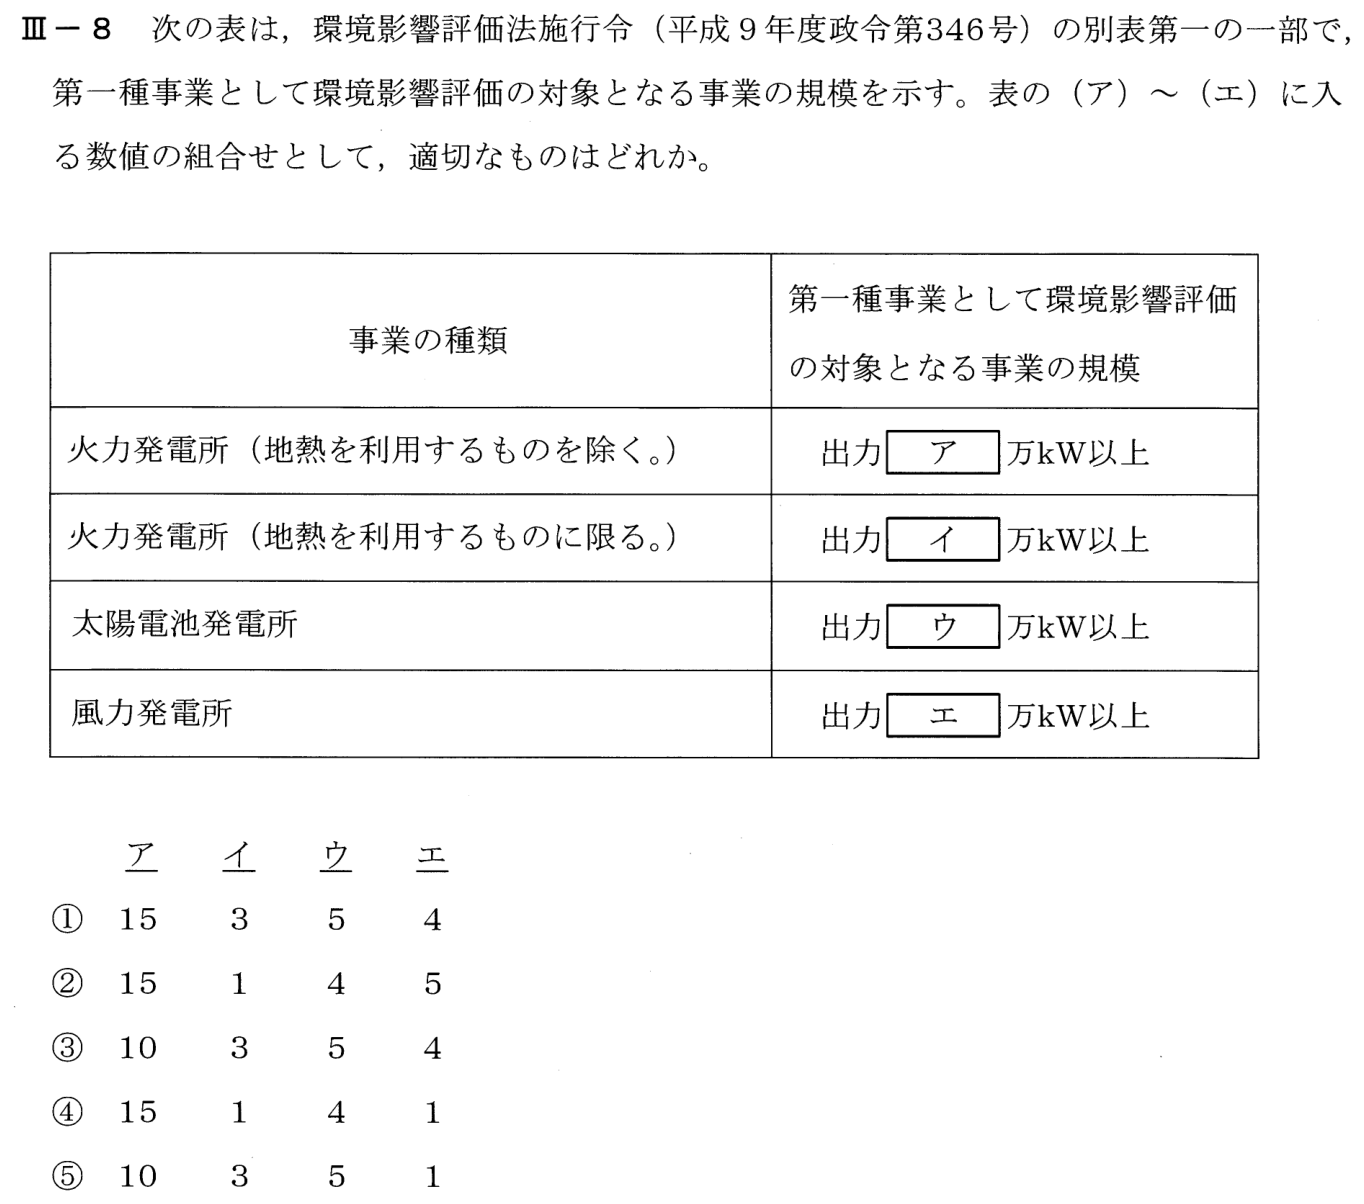 Ⅲ－８　次の表は，環境影響評価法施行令（平成９年度政令第346号）の別表第一の一部で，
第一種事業として環境影響評価の対象となる事業の規模を示す。表の（ア）～（エ）に入
る数値の組合せとして，適切なものはどれか。
事業の種類
第一種事業として環境影響評価
の対象となる事業の規模
火力発電所（地熱を利用するものを除く。） 出力 ア 万kW以上
火力発電所（地熱を利用するものに限る。） 出力 イ 万kW以上
太陽電池発電所 出力 ウ 万kW以上
風力発電所 出力 エ 万kW以上
ア イ ウ エ
① 15 3 5 4
② 15 1 4 5
③ 10 3 5 4
④ 15 1 4 1
⑤ 10 3 5 1